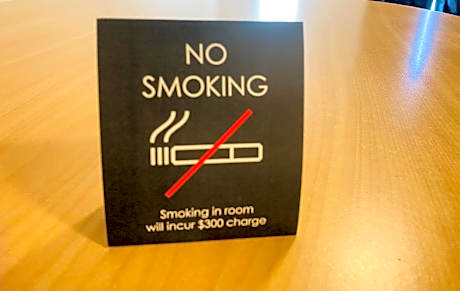 NO
SMOKING
Smoking in room
will incur $300 charge